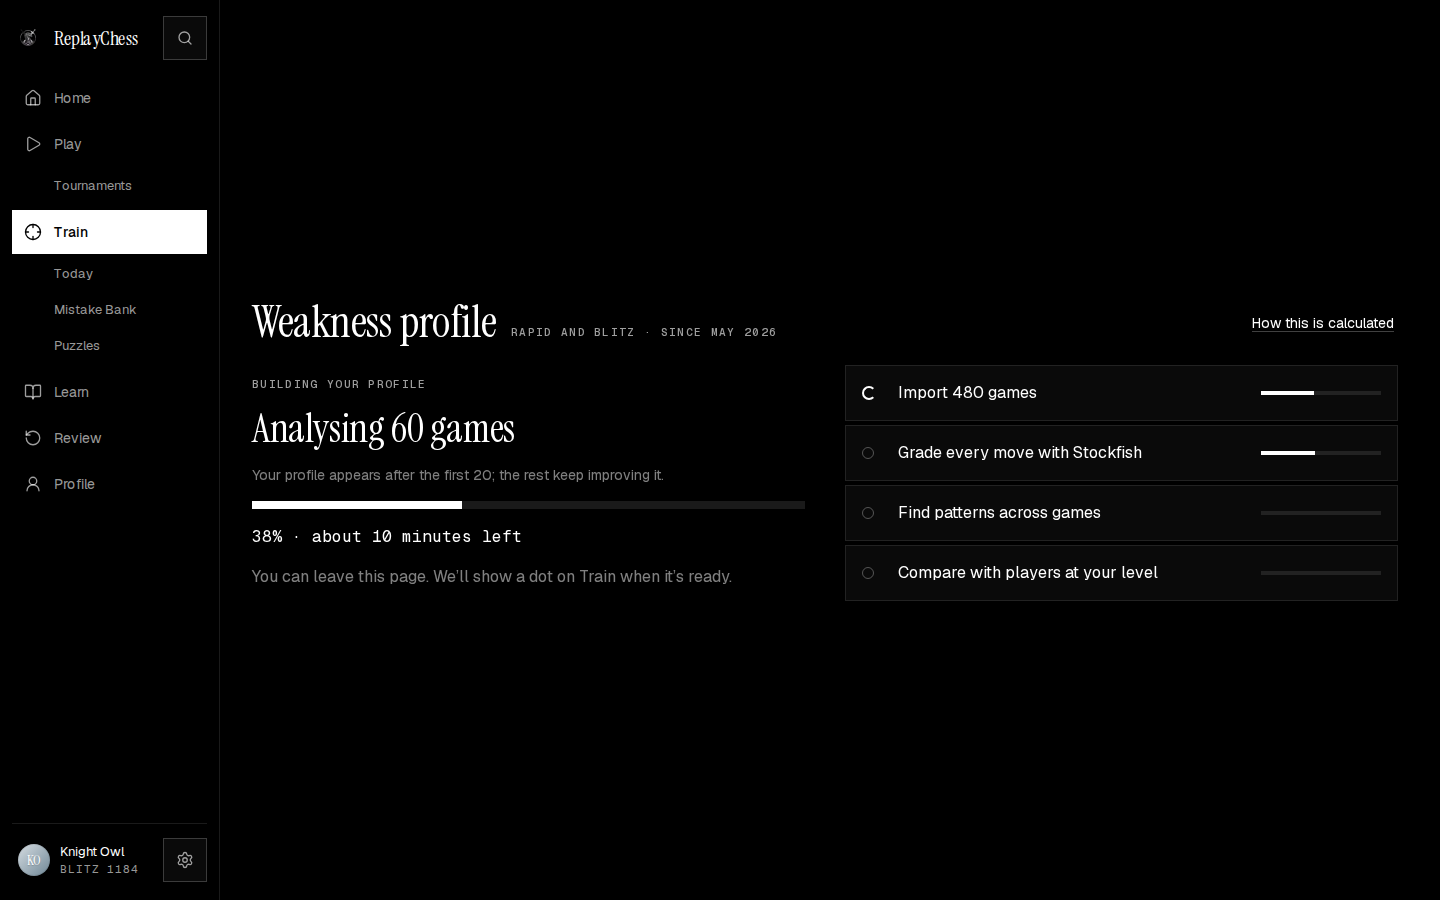 ReplayChess
Home
Play
Tournaments
Train
Today
Mistake Bank
Puzzles
Learn
Review
Profile
Knight Owl
KO
BLITZ 1184
Weakness profile
RAPID AND BLITZ · SINCE MAY 2026
How this is calculated
BUILDING YOUR PROFILE
Analysing 60 games
Your profile appears after the first 20; the rest keep improving it.
38% · about 10 minutes left
You can leave this page. We’ll show a dot on Train when it’s ready.
Import 480 games
Grade every move with Stockfish
Find patterns across games
Compare with players at your level